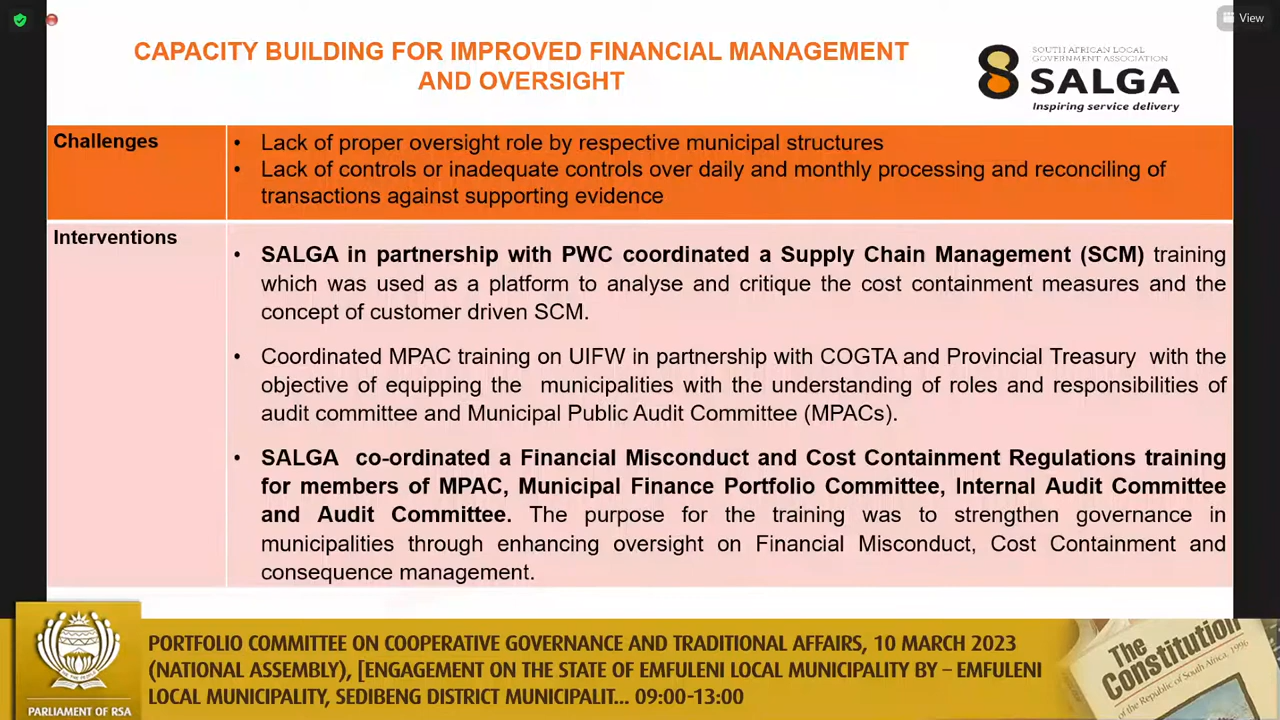 View
CAPACITY BUILDING FOR IMPROVED FINANCIAL MANAGEMENT
AND OVERSIGHT
SOUTH AFRICAN LOCAL
GOVERNMENT ASSOCIATION
SALGA
Inspiring service delivery
Challenges
• Lack of proper oversight role by respective municipal structures
• Lack of controls or inadequate controls over daily and monthly processing and reconciling of
transactions against supporting evidence
Interventions
• SALGA in partnership with PWC coordinated a Supply Chain Management (SCM) training
which was used as a platform to analyse and critique the cost containment measures and the
concept of customer driven SCM.
• Coordinated MPAC training on UIFW in partnership with COGTA and Provincial Treasury with the
objective of equipping the municipalities with the understanding of roles and responsibilities of
audit committee and Municipal Public Audit Committee (MPACs).
• SALGA co-ordinated a Financial Misconduct and Cost Containment Regulations training
for members of MPAC, Municipal Finance Portfolio Committee, Internal Audit Committee
and Audit Committee. The purpose for the training was to strengthen governance in
municipalities through enhancing oversight on Financial Misconduct, Cost Containment and
consequence management.
PORTFOLIO COMMITTEE ON COOPERATIVE GOVERNANCE AND TRADITIONAL AFFAIRS, 10 MARCH 2023
(NATIONAL ASSEMBLY), [ENGAGEMENT ON THE STATE OF EMFULENI LOCAL MUNICIPALITY BY – EMFULENI
LOCAL MUNICIPALITY, SEDIBENG DISTRICT MUNICIPALIT... 09:00-13:00
PARLIAMENT OF RSA
The
Constitution
of the Republic of South Africa, 1996